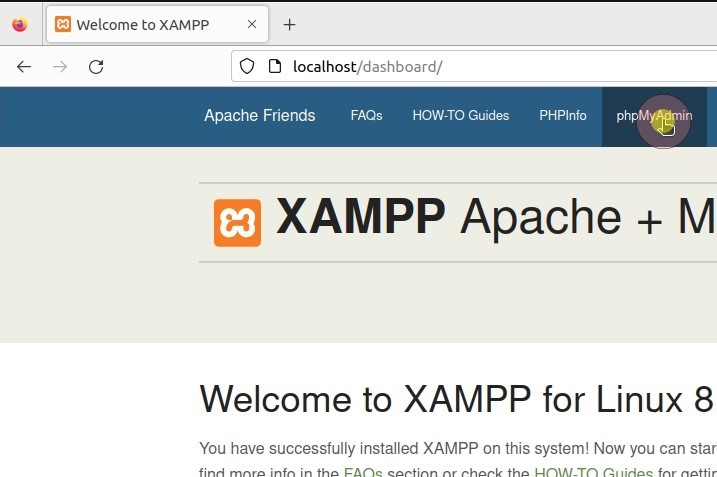 Welcome to XAMPP
localhost/dashboard/
Apache Friends FAQs HOW-TO Guides PHPInfo phpMyAdmin
XAMPP Apache + M
Welcome to XAMPP for Linux 8
You have successfully installed XAMPP on this system! Now you can star
find more info in the FAQs section or check the HOW-TO Guides for gettin